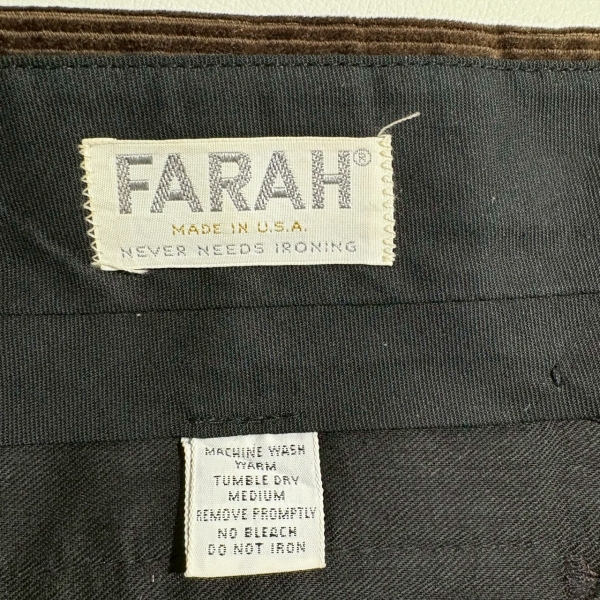 FARAH®
MADE IN U.S.A.
NEVER NEEDS IRONING
MACHINE WASH
WARM
TUMBLE DRY
MEDIUM
REMOVE PROMPTLY
NO BLEACH
DO NOT IRON